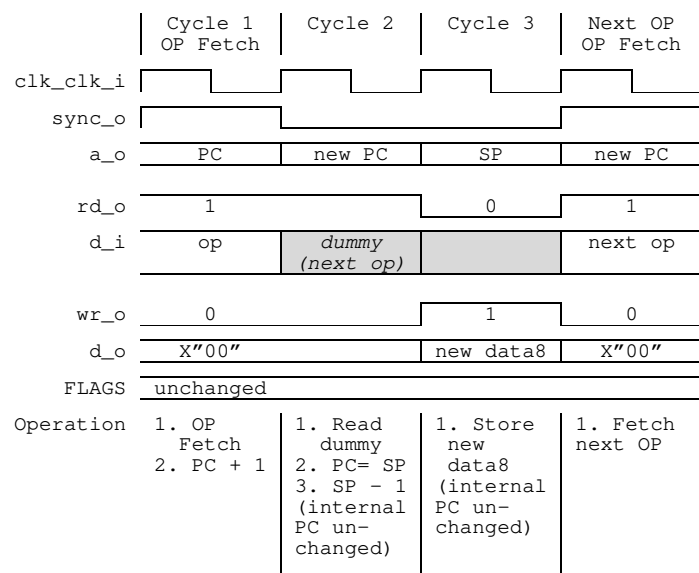 Cycle 1 Cycle 2 Cycle 3 Next OP
OP Fetch OP Fetch
clk_clk_i
sync_o
a_o PC new PC SP new PC
rd_o 1 0 1
d_i op dummy next op
(next op)
wr_o 0 1 0
d_o X"00" new data8 X"00"
FLAGS unchanged
Operation 1. OP 1. Read 1. Store 1. Fetch
Fetch dummy new next OP
2. PC + 1 2. PC= SP data8
3. SP - 1 (internal
(internal PC un-
PC un- changed)
changed)